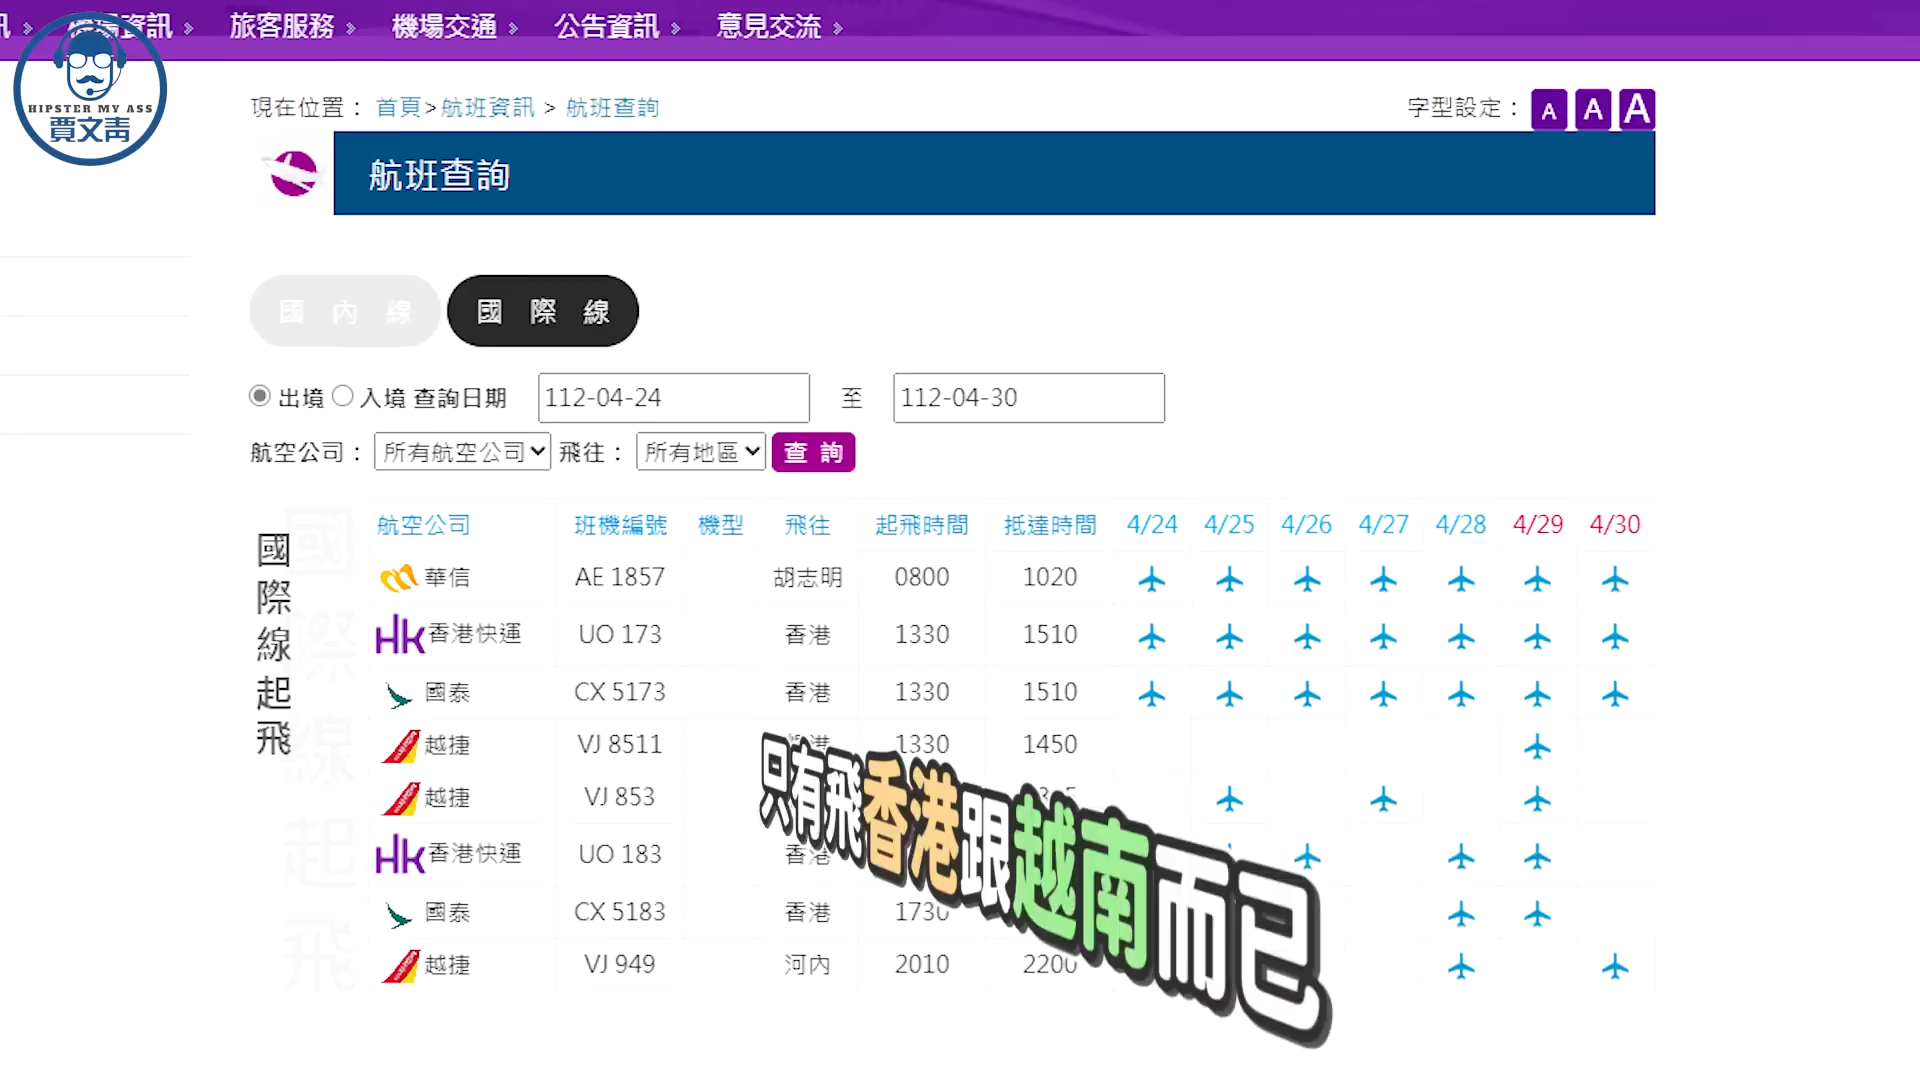 訊 機場資訊 旅客服務 機場交通 公告資訊 意見交流
HIPSTER MY ASS
賈文青
現在位置： 首頁>航班資訊 > 航班查詢
字型設定： A A A
航班查詢
國 內 線 國 際 線
出境 入境 查詢日期 112-04-24 至 112-04-30
航空公司： 所有航空公司 飛往： 所有地區 查 詢
國際線起飛
航空公司 班機編號 機型 飛往 起飛時間 抵達時間 4/24 4/25 4/26 4/27 4/28 4/29 4/30
華信 AE 1857 胡志明 0800 1020
香港快運 UO 173 香港 1330 1510
國泰 CX 5173 香港 1330 1510
越捷 VJ 8511 1330 1450
越捷 VJ 853
香港快運 UO 183 香港
國泰 CX 5183 香港 1730
越捷 VJ 949 河內 2010 2200
只有飛香港跟越南而已